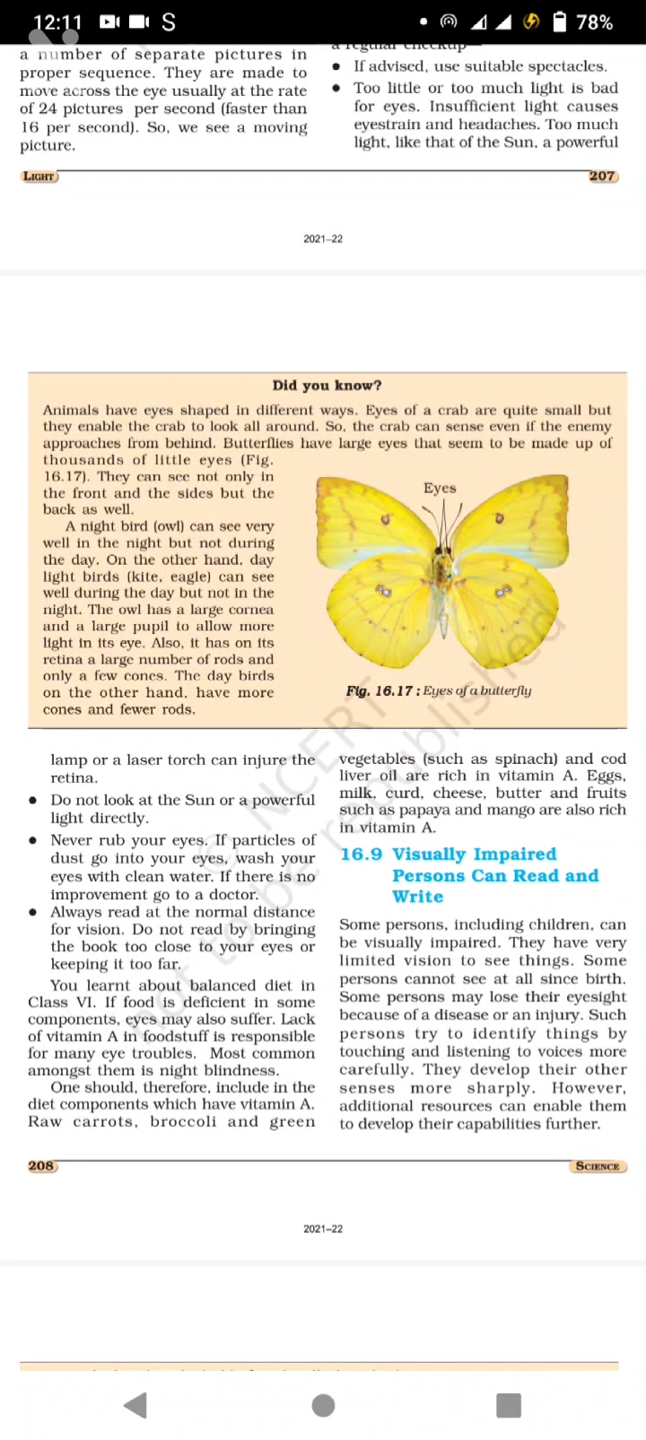 12:11 S 78%
a number of separate pictures in
proper sequence. They are made to
move across the eye usually at the rate
of 24 pictures per second (faster than
16 per second). So, we see a moving
picture.
a regular checkup
● If advised, use suitable spectacles.
● Too little or too much light is bad
for eyes. Insufficient light causes
eyestrain and headaches. Too much
light, like that of the Sun, a powerful
LIGHT 207
2021–22
Did you know?
Animals have eyes shaped in different ways. Eyes of a crab are quite small but
they enable the crab to look all around. So, the crab can sense even if the enemy
approaches from behind. Butterflies have large eyes that seem to be made up of
thousands of little eyes (Fig.
16.17). They can see not only in
the front and the sides but the
back as well.
A night bird (owl) can see very
well in the night but not during
the day. On the other hand, day
light birds (kite, eagle) can see
well during the day but not in the
night. The owl has a large cornea
and a large pupil to allow more
light in its eye. Also, it has on its
retina a large number of rods and
only a few cones. The day birds
on the other hand, have more
cones and fewer rods.
Eyes
Fig. 16.17 : Eyes of a butterfly
lamp or a laser torch can injure the
retina.
● Do not look at the Sun or a powerful
light directly.
● Never rub your eyes. If particles of
dust go into your eyes, wash your
eyes with clean water. If there is no
improvement go to a doctor.
● Always read at the normal distance
for vision. Do not read by bringing
the book too close to your eyes or
keeping it too far.
You learnt about balanced diet in
Class VI. If food is deficient in some
components, eyes may also suffer. Lack
of vitamin A in foodstuff is responsible
for many eye troubles. Most common
amongst them is night blindness.
One should, therefore, include in the
diet components which have vitamin A.
Raw carrots, broccoli and green
vegetables (such as spinach) and cod
liver oil are rich in vitamin A. Eggs,
milk, curd, cheese, butter and fruits
such as papaya and mango are also rich
in vitamin A.
16.9 Visually Impaired
Persons Can Read and
Write
Some persons, including children, can
be visually impaired. They have very
limited vision to see things. Some
persons cannot see at all since birth.
Some persons may lose their eyesight
because of a disease or an injury. Such
persons try to identify things by
touching and listening to voices more
carefully. They develop their other
senses more sharply. However,
additional resources can enable them
to develop their capabilities further.
© NCERT
not to be republished
208 SCIENCE
2021–22